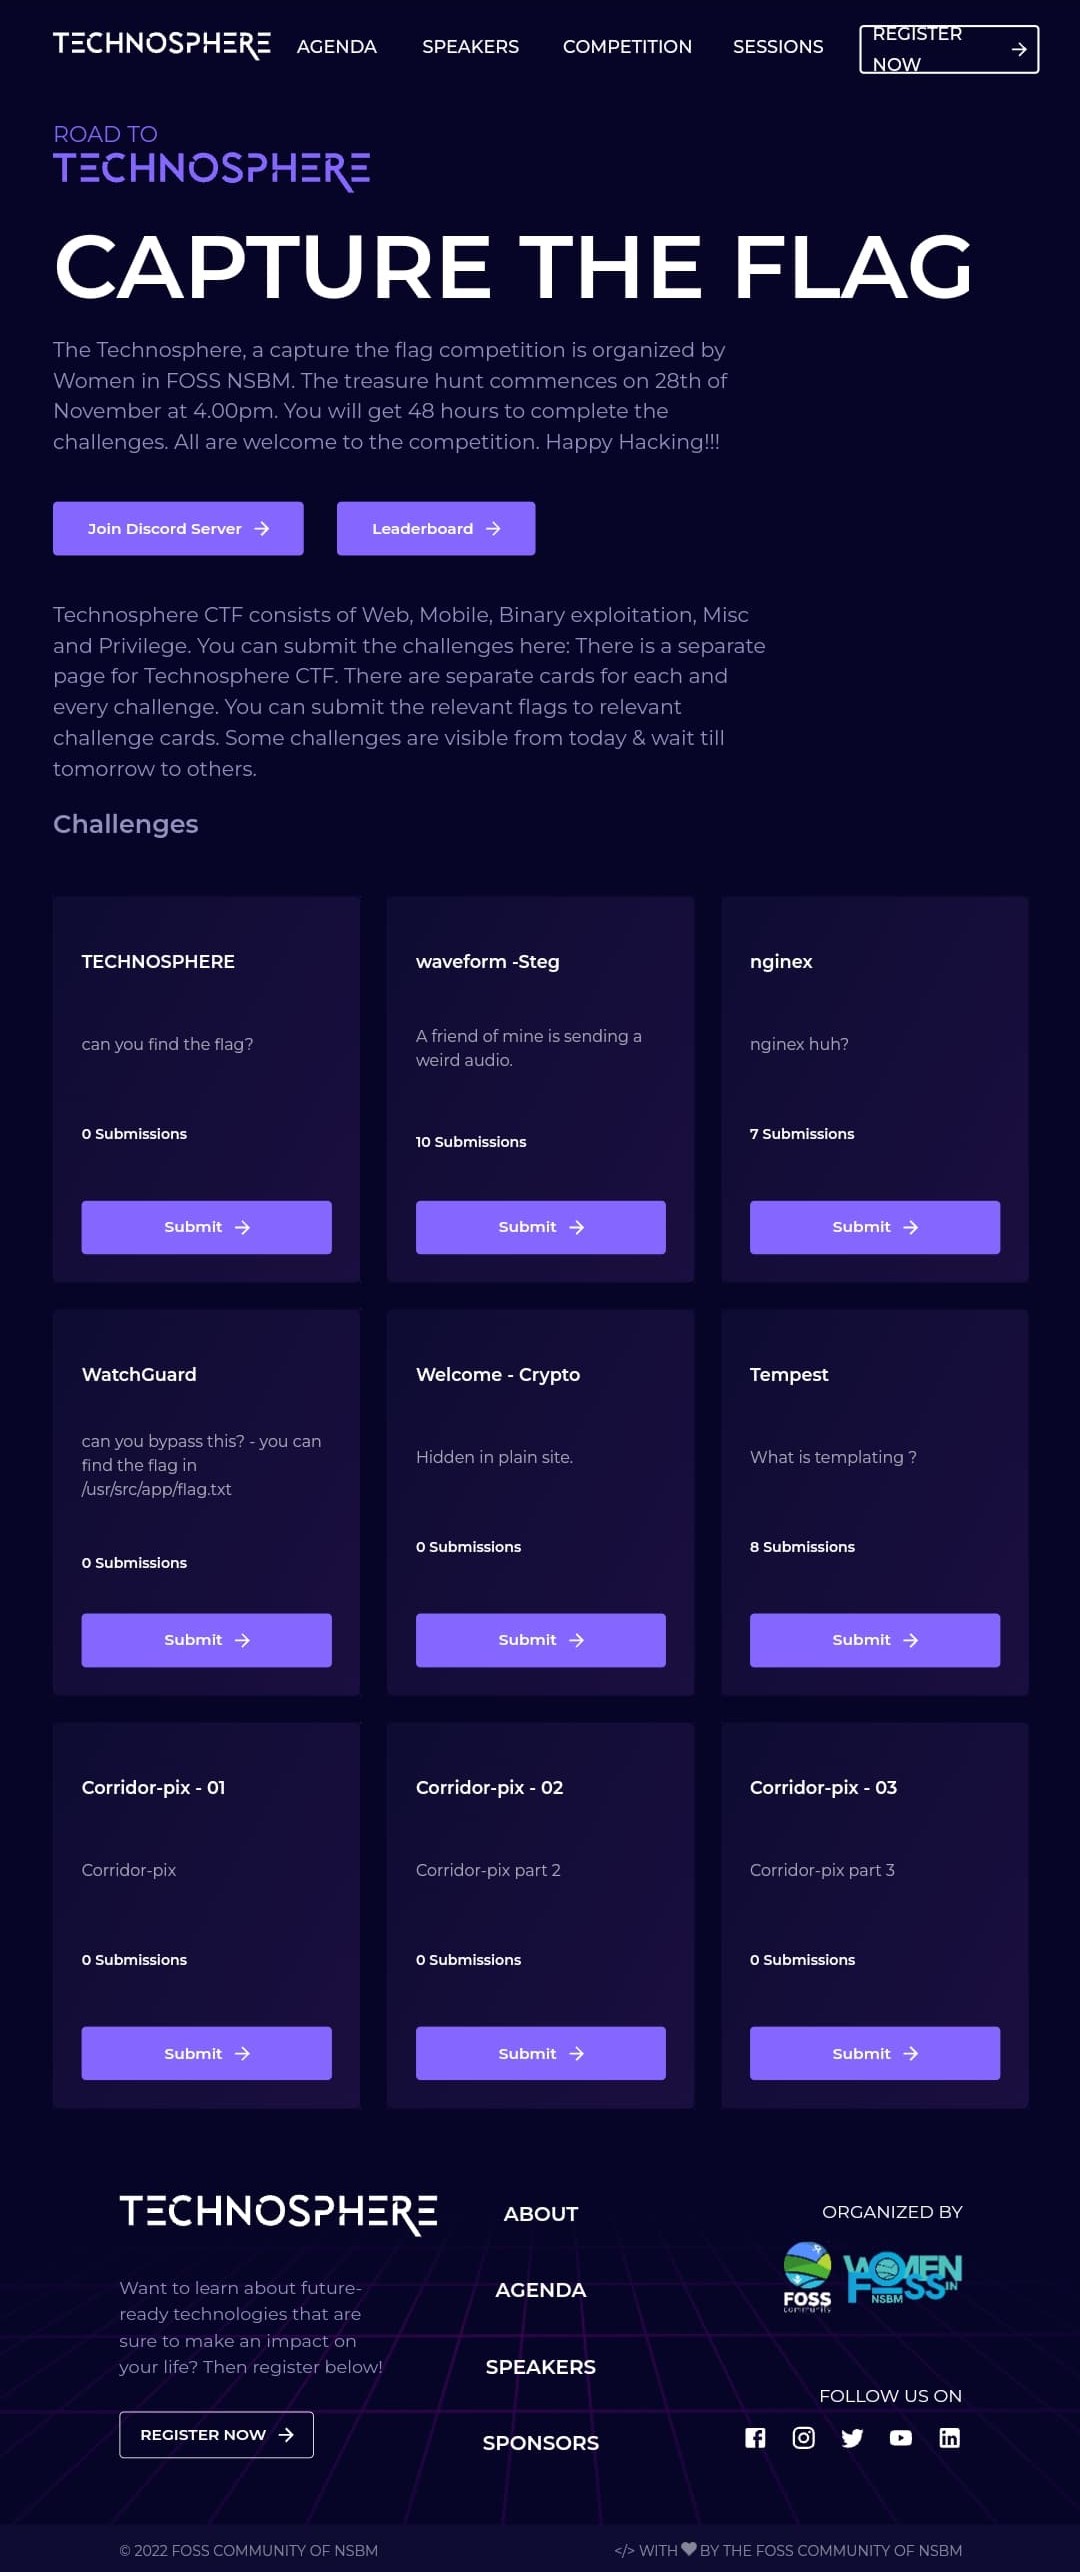 TECHNOSPHERE AGENDA SPEAKERS COMPETITION SESSIONS REGISTER
NOW
ROAD TO
TECHNOSPHERE
CAPTURE THE FLAG
The Technosphere, a capture the flag competition is organized by
Women in FOSS NSBM. The treasure hunt commences on 28th of
November at 4.00pm. You will get 48 hours to complete the
challenges. All are welcome to the competition. Happy Hacking!!!
Join Discord Server
Leaderboard
Technosphere CTF consists of Web, Mobile, Binary exploitation, Misc
and Privilege. You can submit the challenges here: There is a separate
page for Technosphere CTF. There are separate cards for each and
every challenge. You can submit the relevant flags to relevant
challenge cards. Some challenges are visible from today & wait till
tomorrow to others.
Challenges
TECHNOSPHERE
can you find the flag?
0 Submissions
Submit
waveform -Steg
A friend of mine is sending a
weird audio.
10 Submissions
Submit
nginex
nginex huh?
7 Submissions
Submit
WatchGuard
can you bypass this? - you can
find the flag in
/usr/src/app/flag.txt
0 Submissions
Submit
Welcome - Crypto
Hidden in plain site.
0 Submissions
Submit
Tempest
What is templating ?
8 Submissions
Submit
Corridor-pix - 01
Corridor-pix
0 Submissions
Submit
Corridor-pix - 02
Corridor-pix part 2
0 Submissions
Submit
Corridor-pix - 03
Corridor-pix part 3
0 Submissions
Submit
TECHNOSPHERE
Want to learn about future-
ready technologies that are
sure to make an impact on
your life? Then register below!
REGISTER NOW
ABOUT
AGENDA
SPEAKERS
SPONSORS
ORGANIZED BY
FOSS
community
WOMEN
IN
FOSS
NSBM
FOLLOW US ON
© 2022 FOSS COMMUNITY OF NSBM
</> WITH BY THE FOSS COMMUNITY OF NSBM